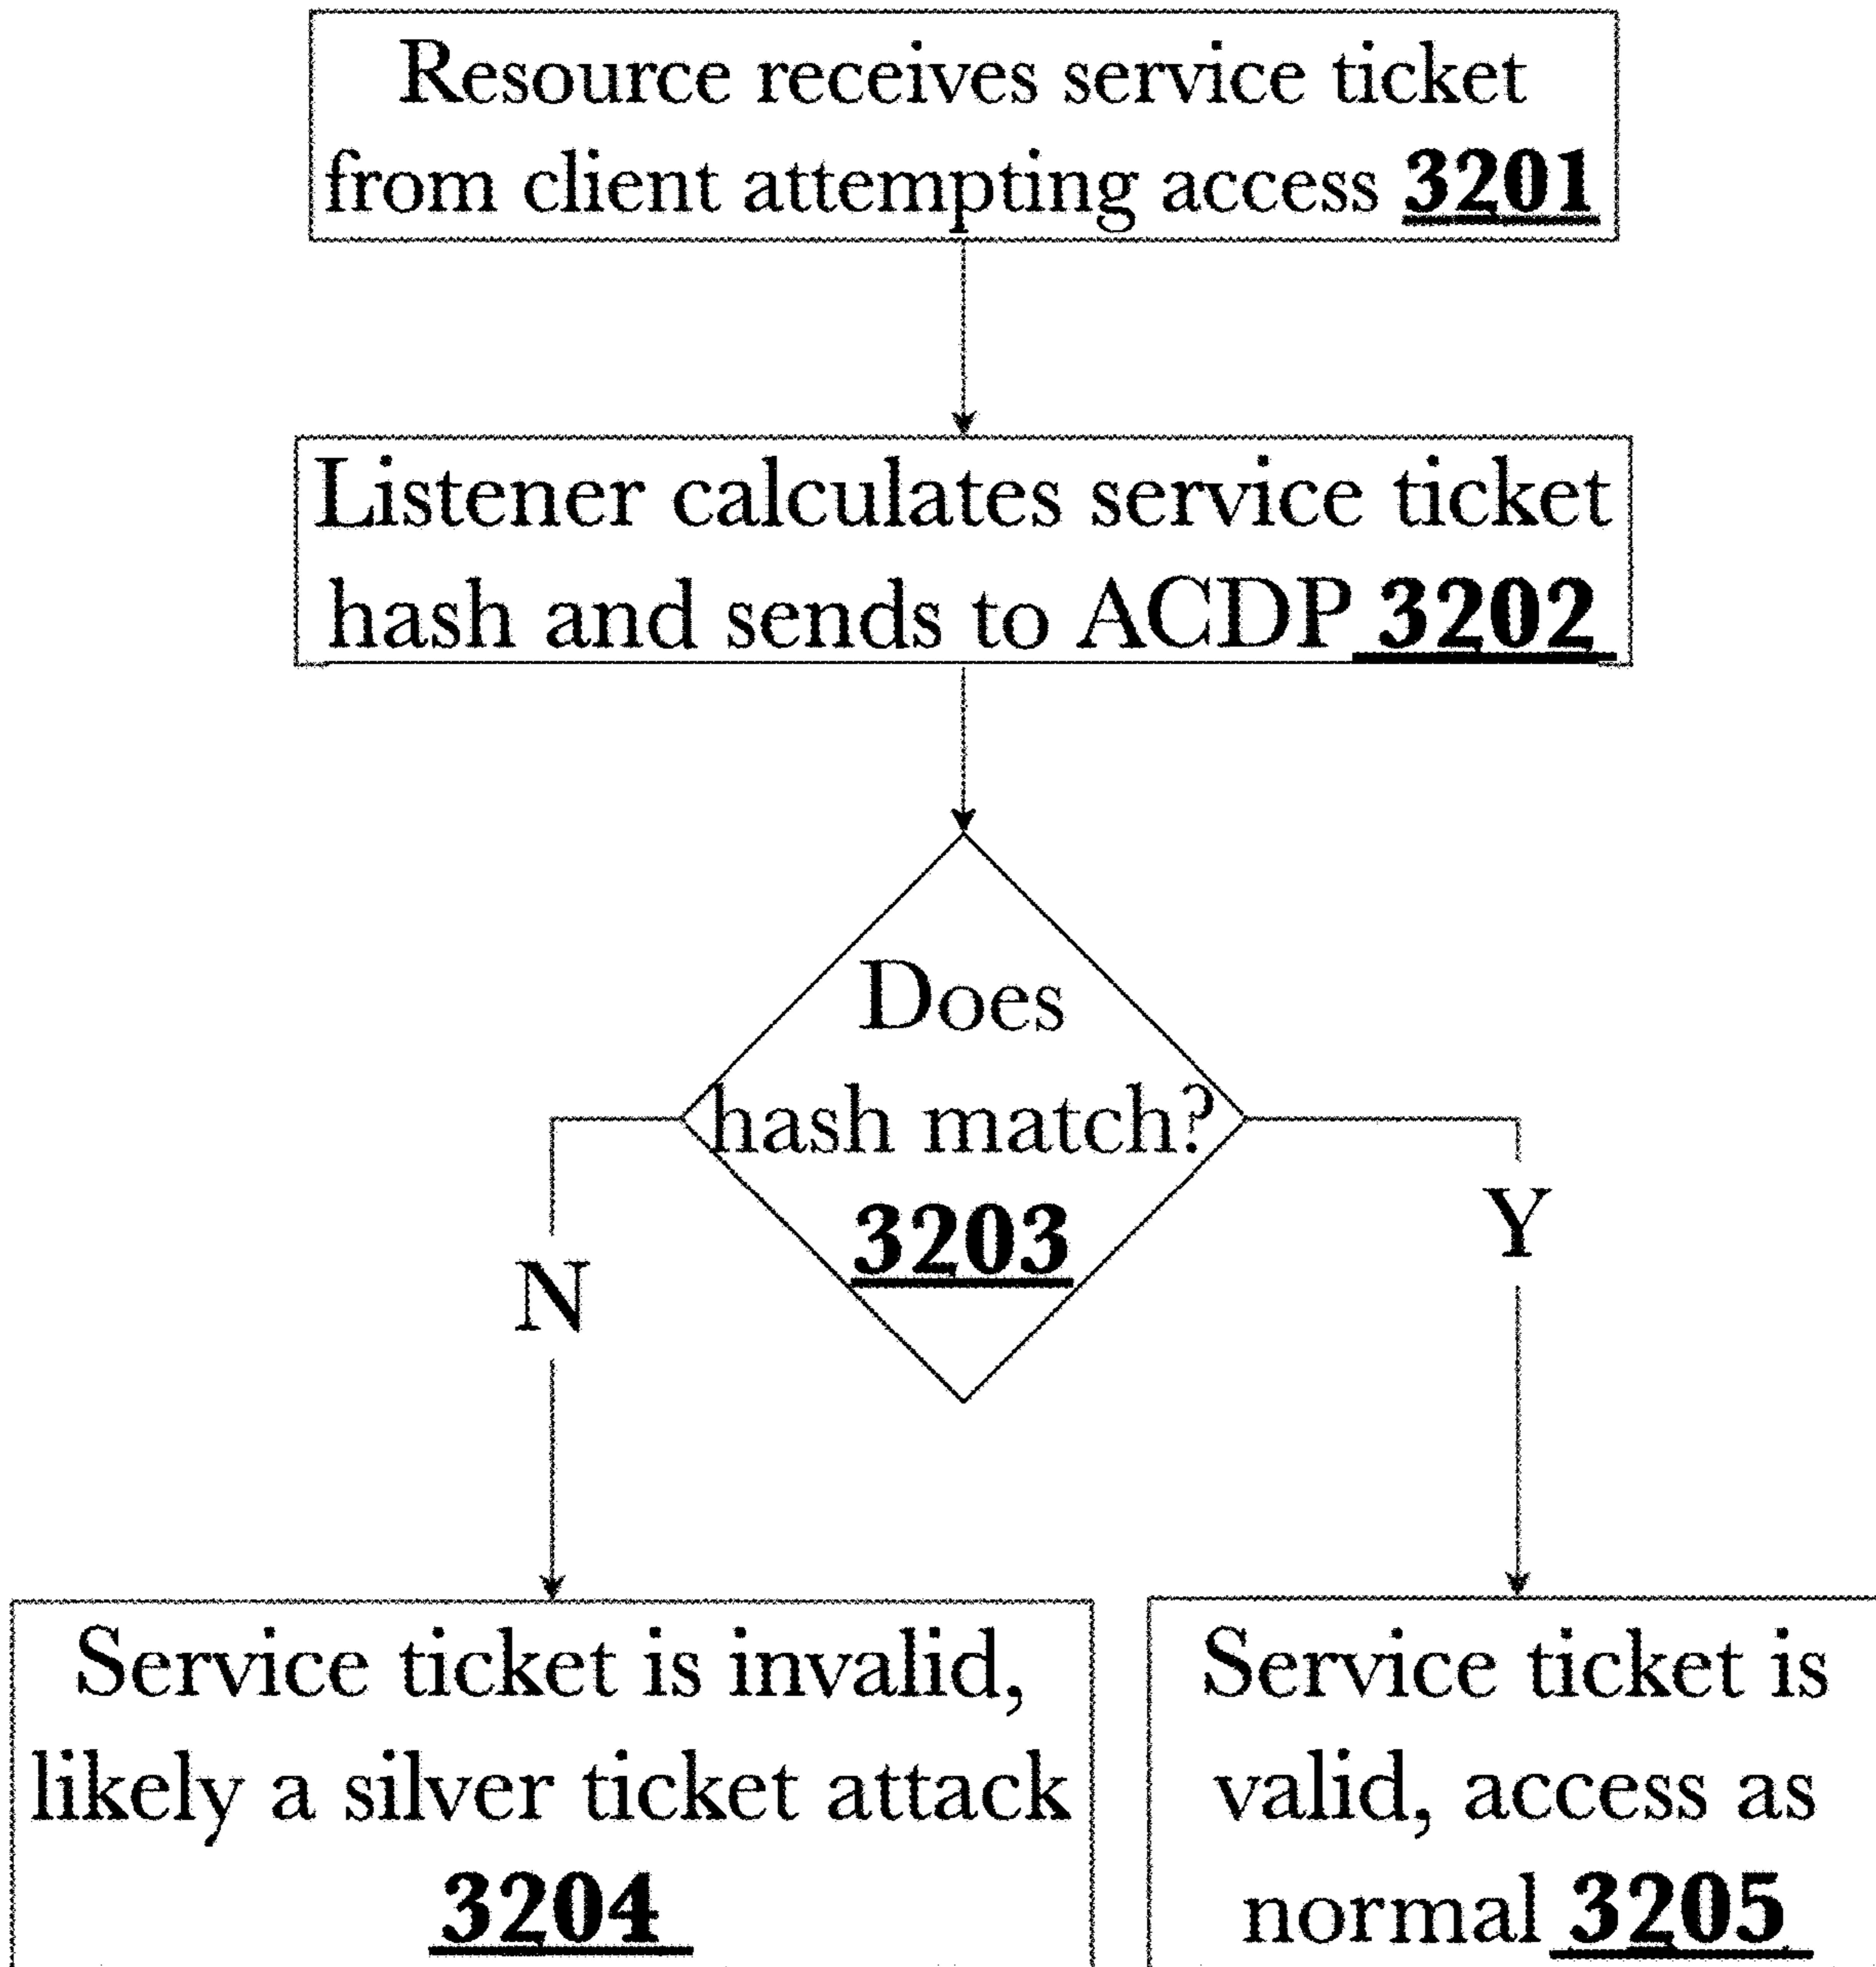 Resource receives service ticket
from client attempting access 3201
Listener calculates service ticket
hash and sends to ACDP 3202
Does
hash match?
3203
N
Y
Service ticket is invalid,
likely a silver ticket attack
3204
Service ticket is
valid, access as
normal 3205